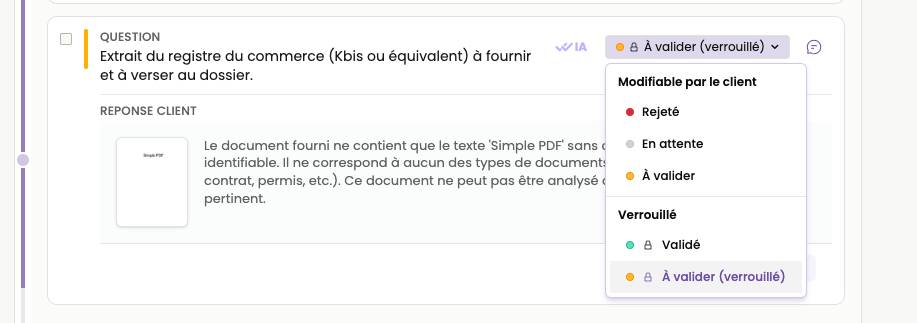 QUESTION
Extrait du registre du commerce (Kbis ou équivalent) à fournir
et à verser au dossier.
IA
À valider (verrouillé)
Modifiable par le client
Rejeté
En attente
À valider
Verrouillé
Validé
À valider (verrouillé)
REPONSE CLIENT
Simple PDF
Le document fourni ne contient que le texte 'Simple PDF' sans
identifiable. Il ne correspond à aucun des types de documents
contrat, permis, etc.). Ce document ne peut pas être analysé
pertinent.